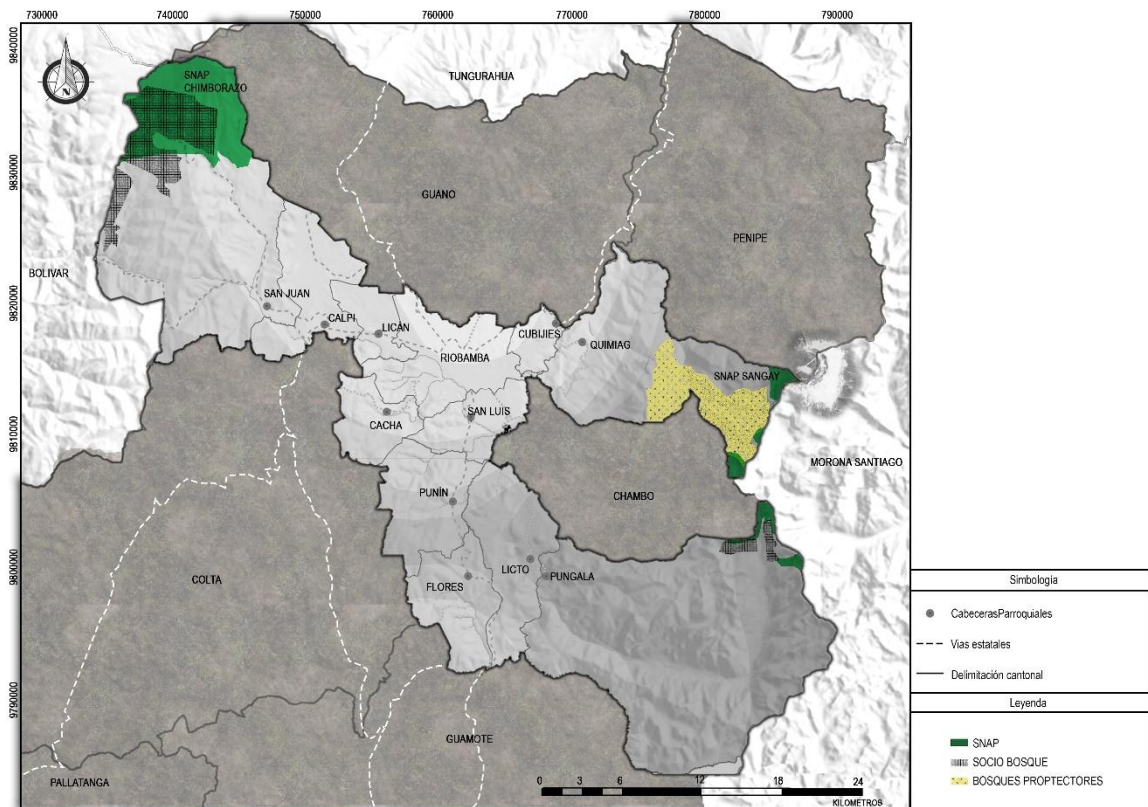 730000
740000
750000
760000
770000
780000
790000
9840000
9830000
9820000
9810000
9800000
9790000
N
SNAP
CHIMBORAZO
TUNGURAHUA
GUANO
PENIPE
BOLIVAR
SAN JUAN
CALPI
LICÁN
RIOBAMBA
CUBIJIES
QUIMIAG
SNAP SANGAY
CACHA
SAN LUIS
MORONA SANTIAGO
PUNÍN
CHAMBO
COLTA
FLORES
LICTO
PUNGALA
GUAMOTE
PALLATANGA
0 3 6 12 18 24
KILOMETROS
Simbologia
CabecerasParroquiales
Vias estatales
Delimitación cantonal
Leyenda
SNAP
SOCIO BOSQUE
BOSQUES PROPTECTORES